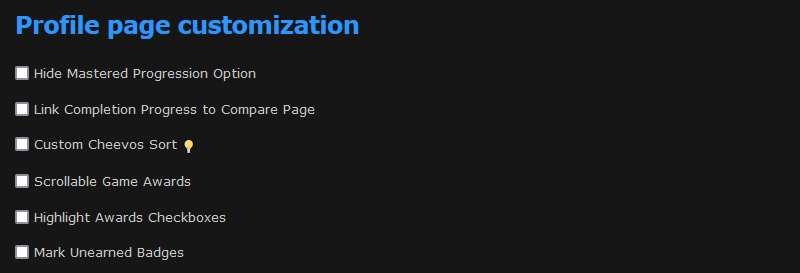 Profile page customization
Hide Mastered Progression Option
Link Completion Progress to Compare Page
Custom Cheevos Sort
Scrollable Game Awards
Highlight Awards Checkboxes
Mark Unearned Badges